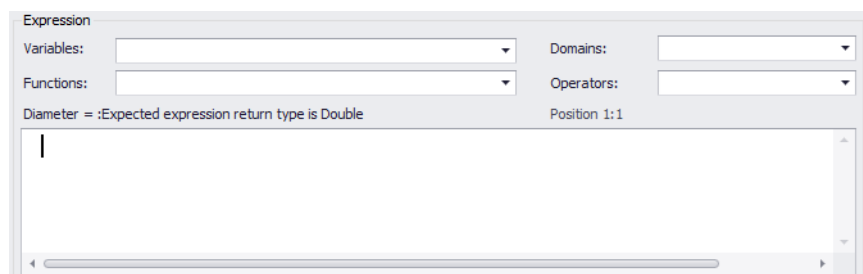 Expression
Variables: Domains:
Functions: Operators:
Diameter = :Expected expression return type is Double Position 1:1